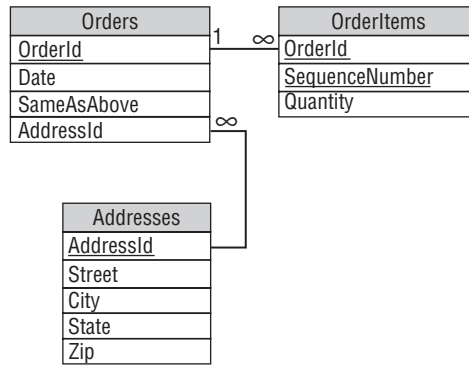 Orders
OrderId
Date
SameAsAbove
AddressId
1
∞
OrderItems
OrderId
SequenceNumber
Quantity
∞
Addresses
AddressId
Street
City
State
Zip